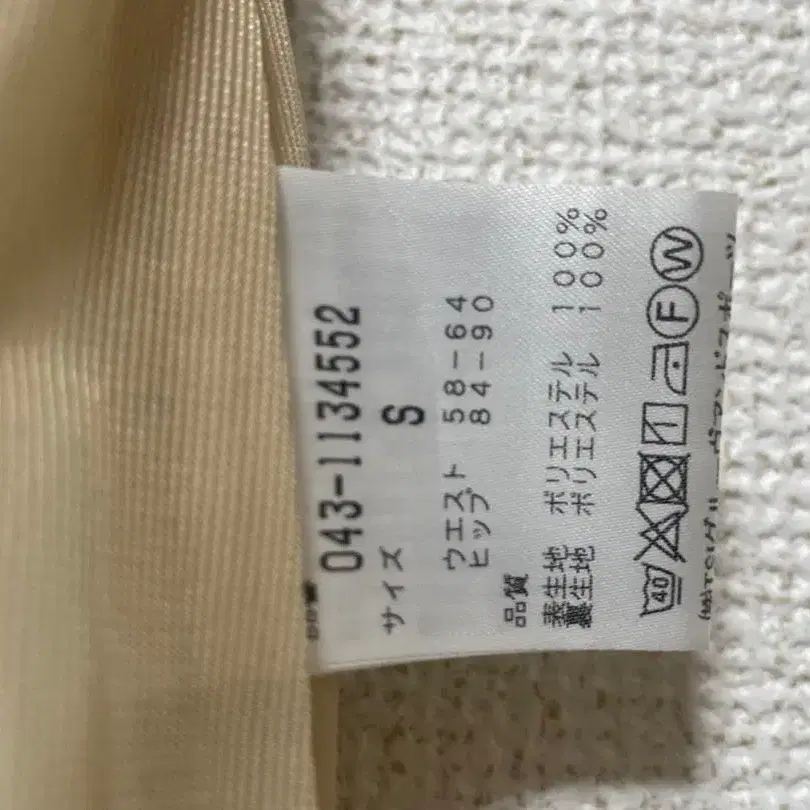 043-1134552
サイズ S
ウエスト 58-64
ヒップ 84-90
品質
表生地 ポリエステル 100%
裏生地 ポリエステル 100%
40 F W